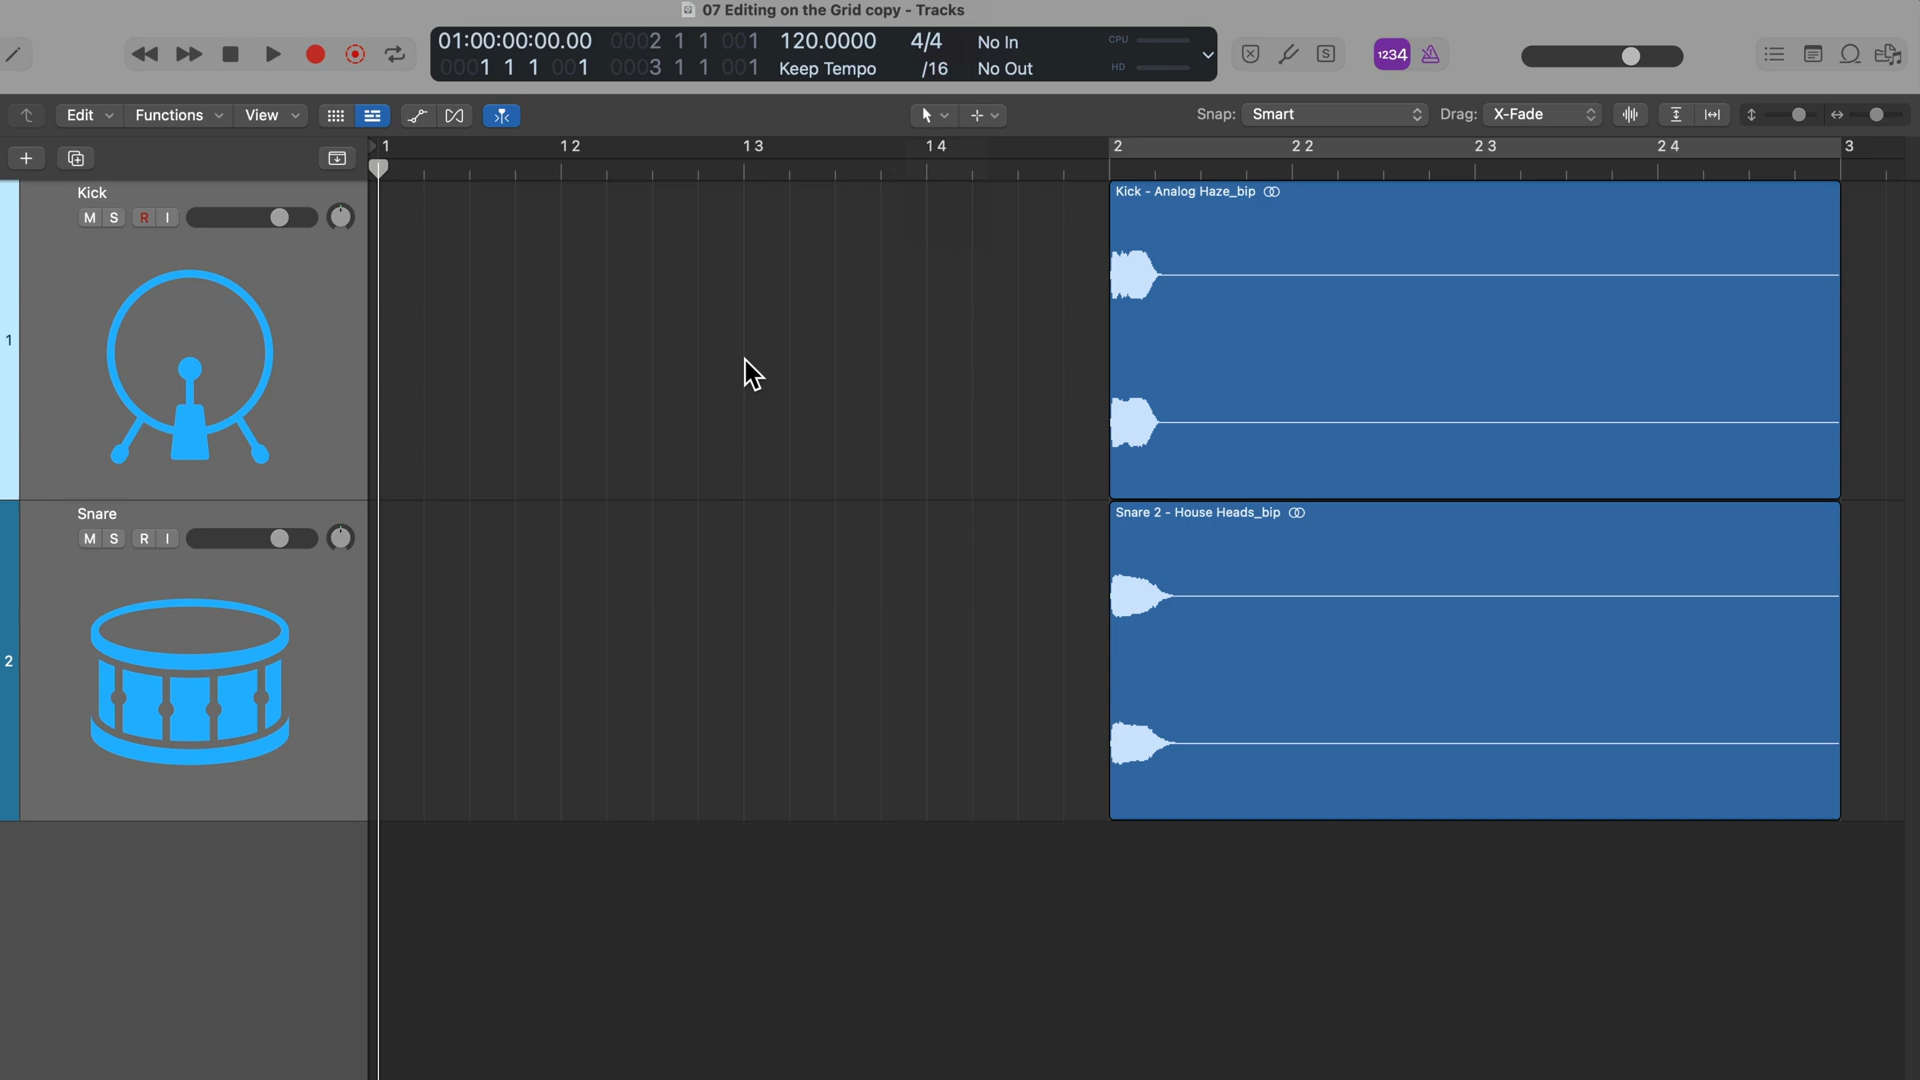 07 Editing on the Grid copy - Tracks
01:00:00:00.00 0002 1 1 001 120.0000 4/4 No In CPU
0001 1 1 001 0003 1 1 001 Keep Tempo /16 No Out HD
S 1234
Edit Functions View Snap: Smart Drag: X-Fade
1 1 2 1 3 1 4 2 2 2 2 3 2 4 3
Kick
M S R I
1
Kick - Analog Haze_bip
Snare
M S R I
2
Snare 2 - House Heads_bip